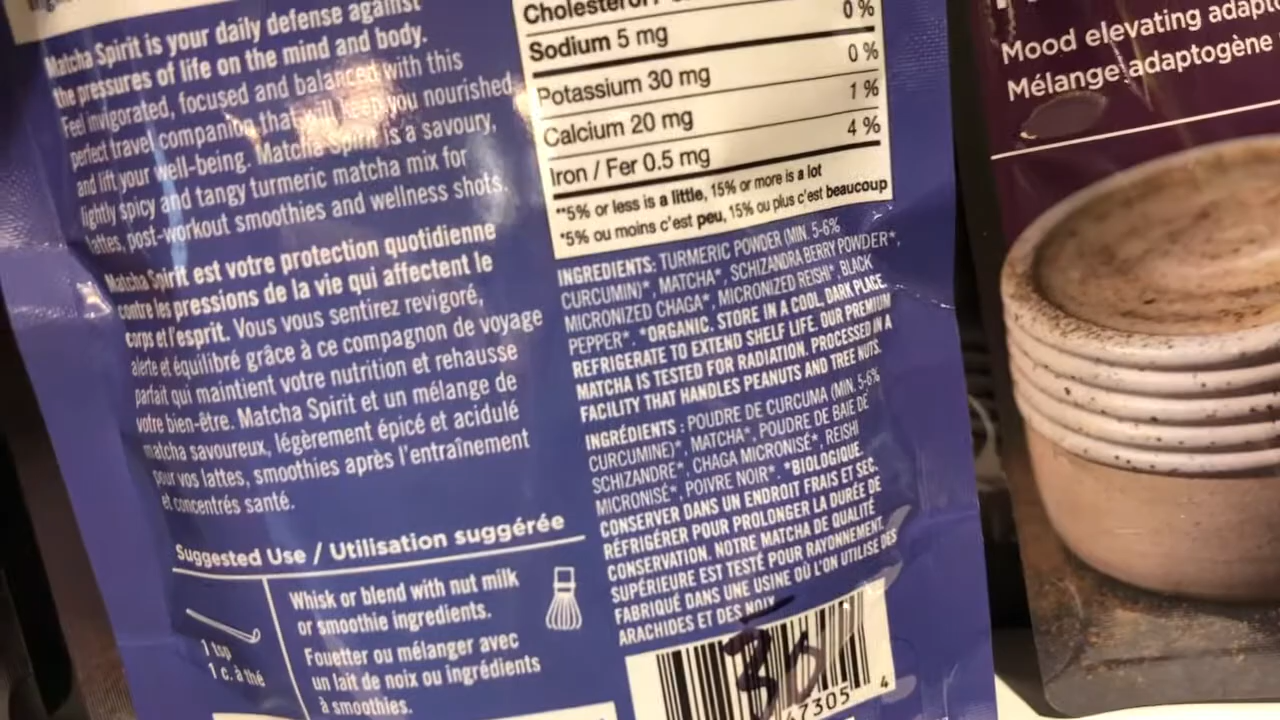 Matcha Spirit is your daily defense against
the pressures of life on the mind and body.
Feel invigorated, focused and balanced with this
perfect travel companion that will keep you nourished
and lift your well-being. Matcha Spirit is a savoury,
lightly spicy and tangy turmeric matcha mix for
lattes, post-workout smoothies and wellness shots.
Matcha Spirit est votre protection quotidienne
contre les pressions de la vie qui affectent le
corps et l'esprit. Vous vous sentirez revigoré,
alerte et équilibré grâce à ce compagnon de voyage
parfait qui maintient votre nutrition et rehausse
votre bien-être. Matcha Spirit et un mélange de
matcha savoureux, légèrement épicé et acidulé
pour vos lattes, smoothies après l'entraînement
et concentrés santé.
Suggested Use / Utilisation suggérée
1 tsp
1 c. à thé
Whisk or blend with nut milk
or smoothie ingredients.
Fouetter ou mélanger avec
un lait de noix ou ingrédients
à smoothies.
Cholesterol
Sodium 5 mg 0 %
Potassium 30 mg 0 %
Calcium 20 mg 1 %
Iron / Fer 0.5 mg 4 %
**5% or less is a little, 15% or more is a lot
*5% ou moins c'est peu, 15% ou plus c'est beaucoup
INGREDIENTS: TURMERIC POWDER (MIN. 5-6%
CURCUMIN)*, MATCHA*, SCHIZANDRA BERRY POWDER*,
MICRONIZED CHAGA*, MICRONIZED REISHI*, BLACK
PEPPER*. *ORGANIC. STORE IN A COOL, DARK PLACE.
REFRIGERATE TO EXTEND SHELF LIFE. OUR PREMIUM
MATCHA IS TESTED FOR RADIATION. PROCESSED IN A
FACILITY THAT HANDLES PEANUTS AND TREE NUTS.
INGRÉDIENTS : POUDRE DE CURCUMA (MIN. 5-6%
CURCUMINE)*, MATCHA*, POUDRE DE BAIE DE
SCHIZANDRE*, CHAGA MICRONISÉ*, REISHI
MICRONISÉ*, POIVRE NOIR*. *BIOLOGIQUE.
CONSERVER DANS UN ENDROIT FRAIS ET SEC.
RÉFRIGÉRER POUR PROLONGER LA DURÉE DE
CONSERVATION. NOTRE MATCHA DE QUALITÉ
SUPÉRIEURE EST TESTÉ POUR RAYONNEMENT.
FABRIQUÉ DANS UNE USINE OÙ L'ON UTILISE DES
ARACHIDES ET DES NOIX
30
47305 4
Mood elevating
Mélange adaptogène